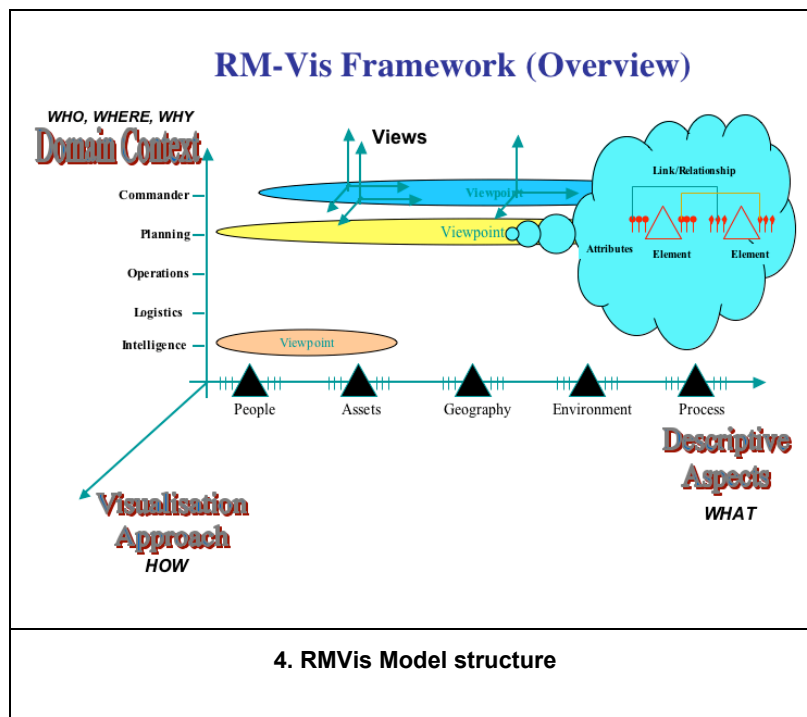 RM-Vis Framework (Overview)
WHO, WHERE, WHY
Domain Context
Views
Link/Relationship
Commander
Viewpoint
Planning
Viewpoint
Attributes
Element
Element
Operations
Logistics
Intelligence
Viewpoint
People
Assets
Geography
Environment
Process
Descriptive
Aspects
WHAT
Visualisation
Approach
HOW
4. RMVis Model structure